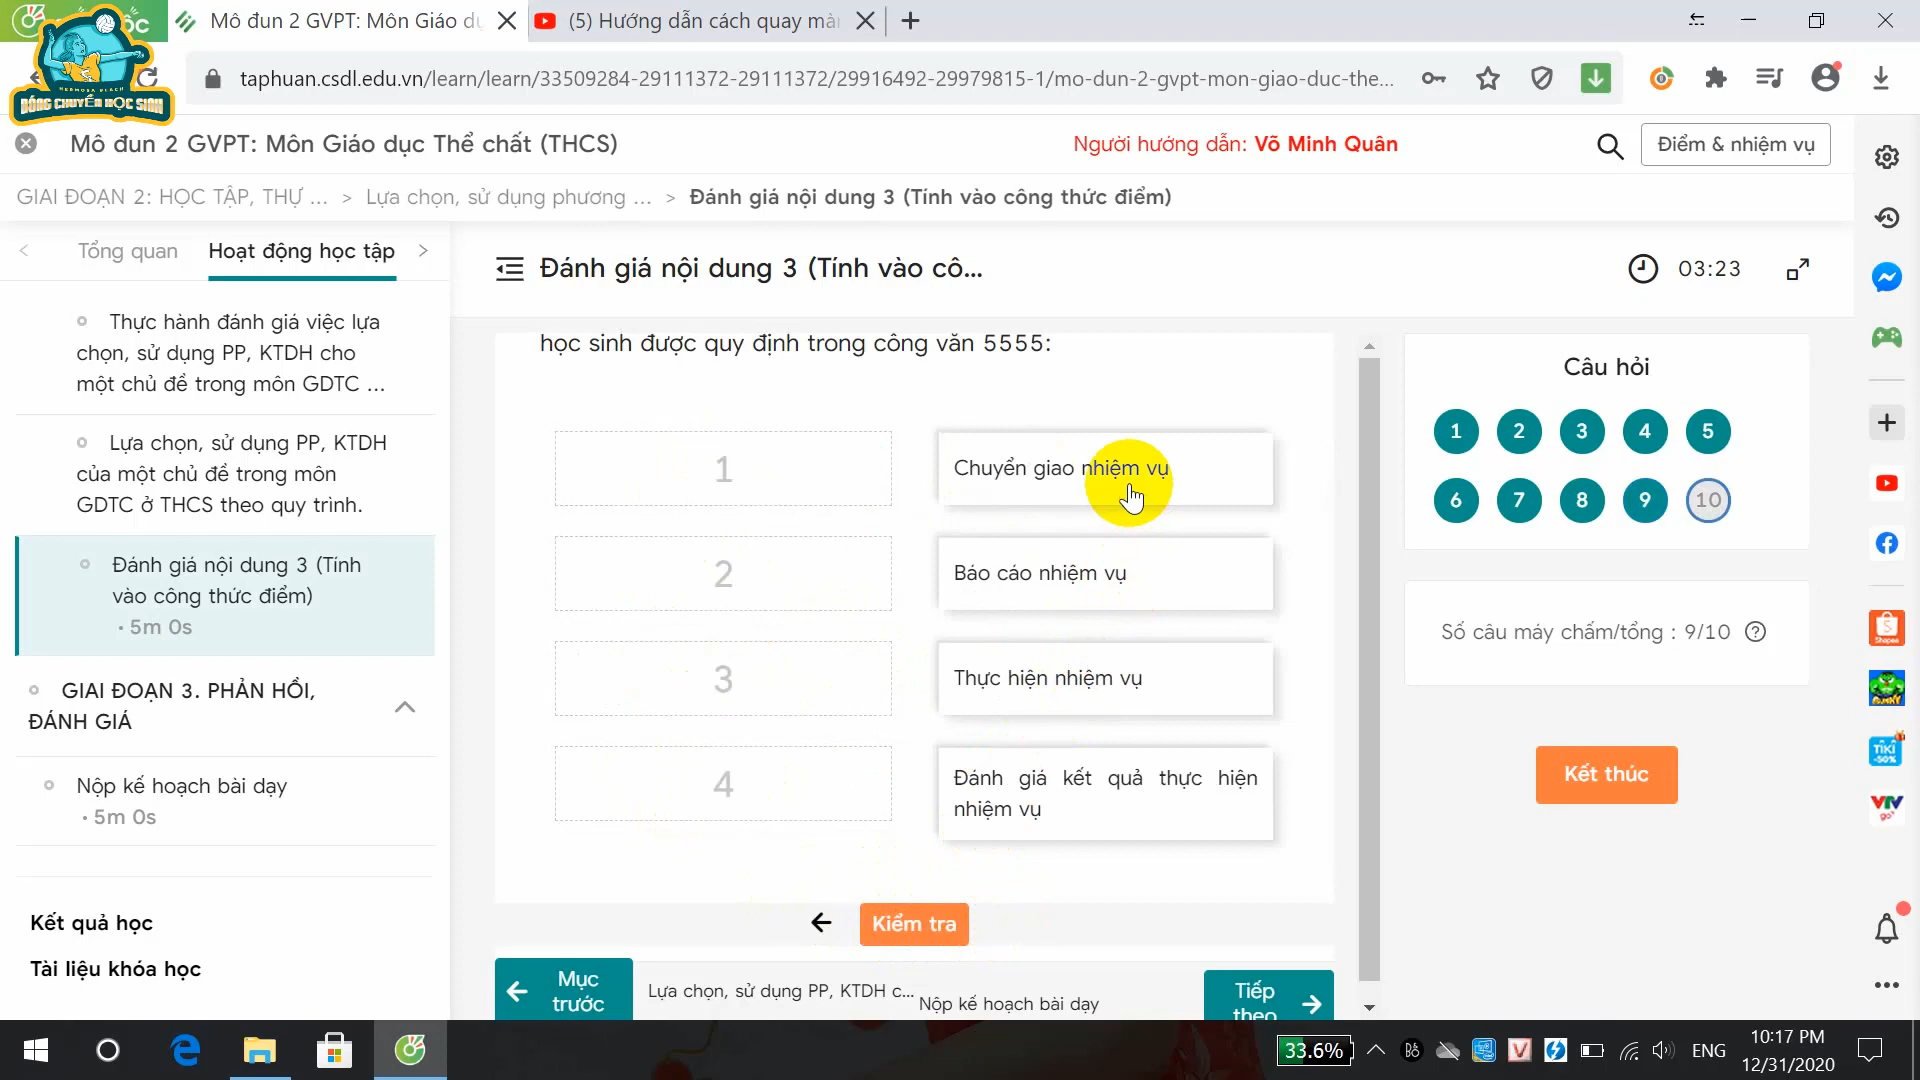 ỘC
Mô đun 2 GVPT: Môn Giáo dụ
(5) Hướng dẫn cách quay mà
HERMOSA BEACH
BÓNG CHUYỀN HỌC SINH
taphuan.csdl.edu.vn/learn/learn/33509284-29111372-29111372/29916492-29979815-1/mo-dun-2-gvpt-mon-giao-duc-the...
Mô đun 2 GVPT: Môn Giáo dục Thể chất (THCS)
Người hướng dẫn: Võ Minh Quân
Điểm & nhiệm vụ
GIAI ĐOẠN 2: HỌC TẬP, THỰ ... > Lựa chọn, sử dụng phương ... > Đánh giá nội dung 3 (Tính vào công thức điểm)
Tổng quan
Hoạt động học tập
Thực hành đánh giá việc lựa
chọn, sử dụng PP, KTDH cho
một chủ đề trong môn GDTC ...
Lựa chọn, sử dụng PP, KTDH
của một chủ đề trong môn
GDTC ở THCS theo quy trình.
Đánh giá nội dung 3 (Tính
vào công thức điểm)
• 5m 0s
GIAI ĐOẠN 3. PHẢN HỒI,
ĐÁNH GIÁ
Nộp kế hoạch bài dạy
• 5m 0s
Kết quả học
Tài liệu khóa học
Đánh giá nội dung 3 (Tính vào cô...
03:23
học sinh được quy định trong công văn 5555:
1
Chuyển giao nhiệm vụ
2
Báo cáo nhiệm vụ
3
Thực hiện nhiệm vụ
4
Đánh giá kết quả thực hiện
nhiệm vụ
Kiểm tra
Mục
trước
Lựa chọn, sử dụng PP, KTDH c...
Nộp kế hoạch bài dạy
Tiếp
theo
Câu hỏi
1 2 3 4 5
6 7 8 9 10
Số câu máy chấm/tổng : 9/10
Kết thúc
Shopee
TIKI
-50%
VTV
go
33.6%
ENG
10:17 PM
12/31/2020